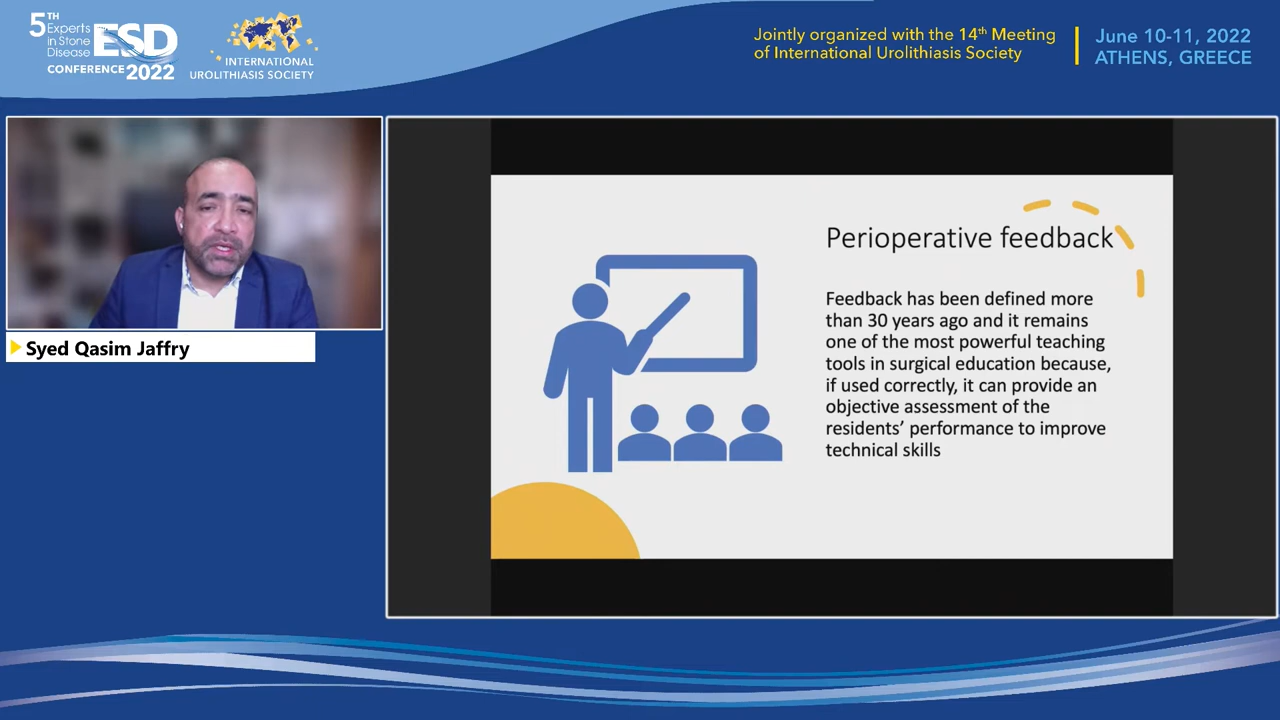 5TH
Experts
in Stone
Disease
ESD
CONFERENCE 2022
INTERNATIONAL
UROLITHIASIS SOCIETY
Jointly organized with the 14th Meeting
of International Urolithiasis Society
June 10-11, 2022
ATHENS, GREECE
Syed Qasim Jaffry
Perioperative feedback
Feedback has been defined more
than 30 years ago and it remains
one of the most powerful teaching
tools in surgical education because,
if used correctly, it can provide an
objective assessment of the
residents’ performance to improve
technical skills